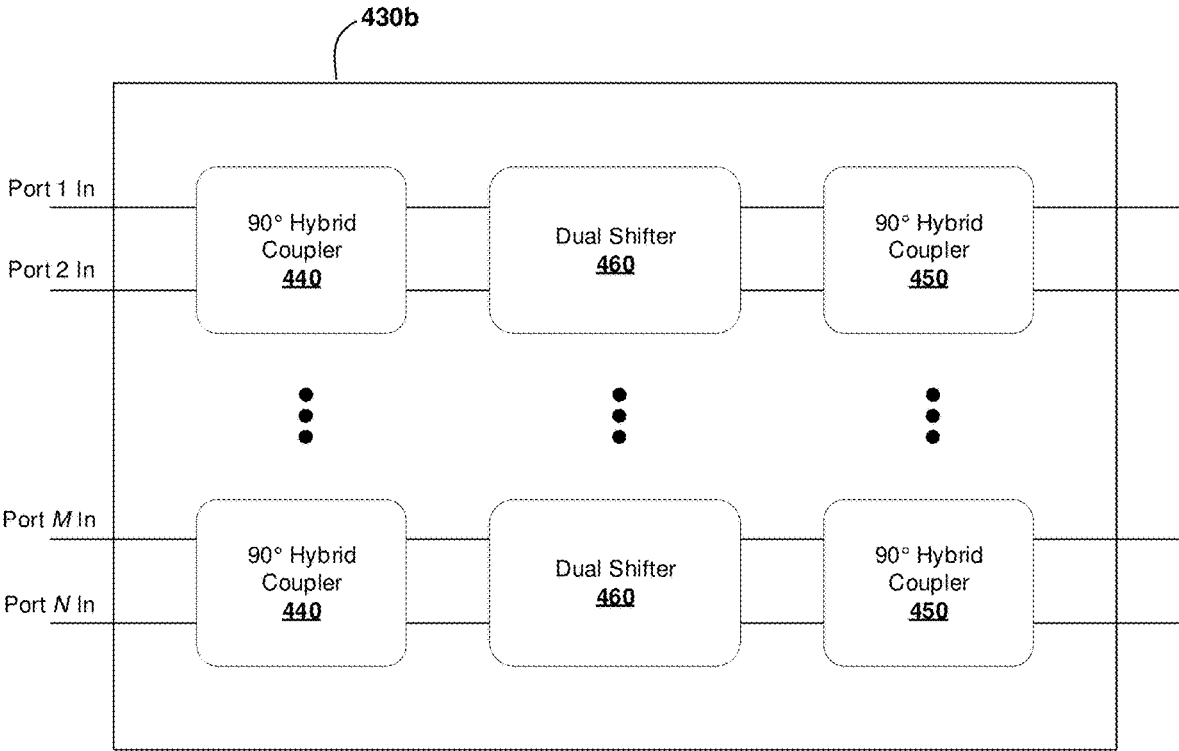 430b
Port 1 In
Port 2 In
90° Hybrid
Coupler
440
Dual Shifter
460
90° Hybrid
Coupler
450
Port M In
Port N In
90° Hybrid
Coupler
440
Dual Shifter
460
90° Hybrid
Coupler
450